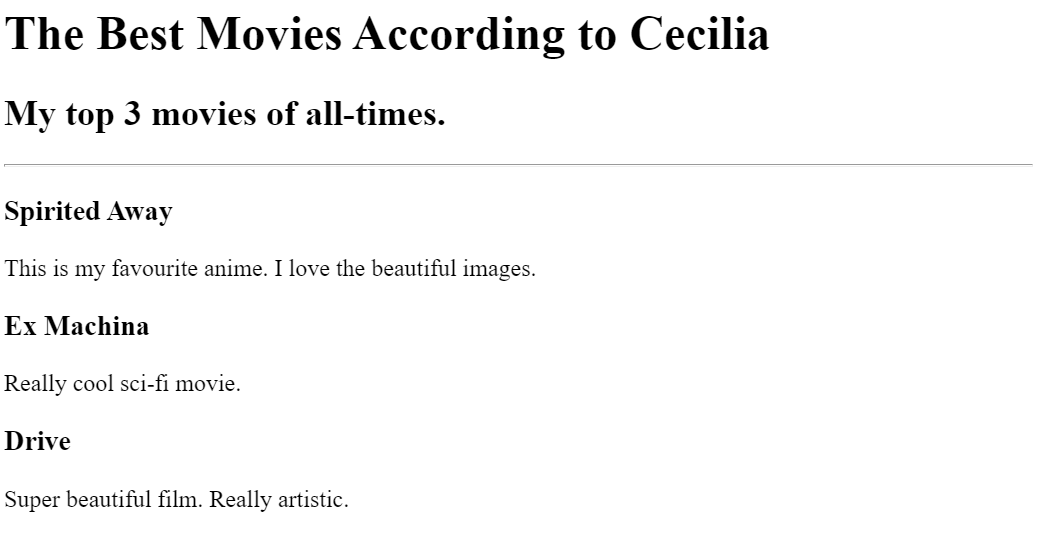 The Best Movies According to Cecilia
My top 3 movies of all-times.
Spirited Away
This is my favourite anime. I love the beautiful images.
Ex Machina
Really cool sci-fi movie.
Drive
Super beautiful film. Really artistic.